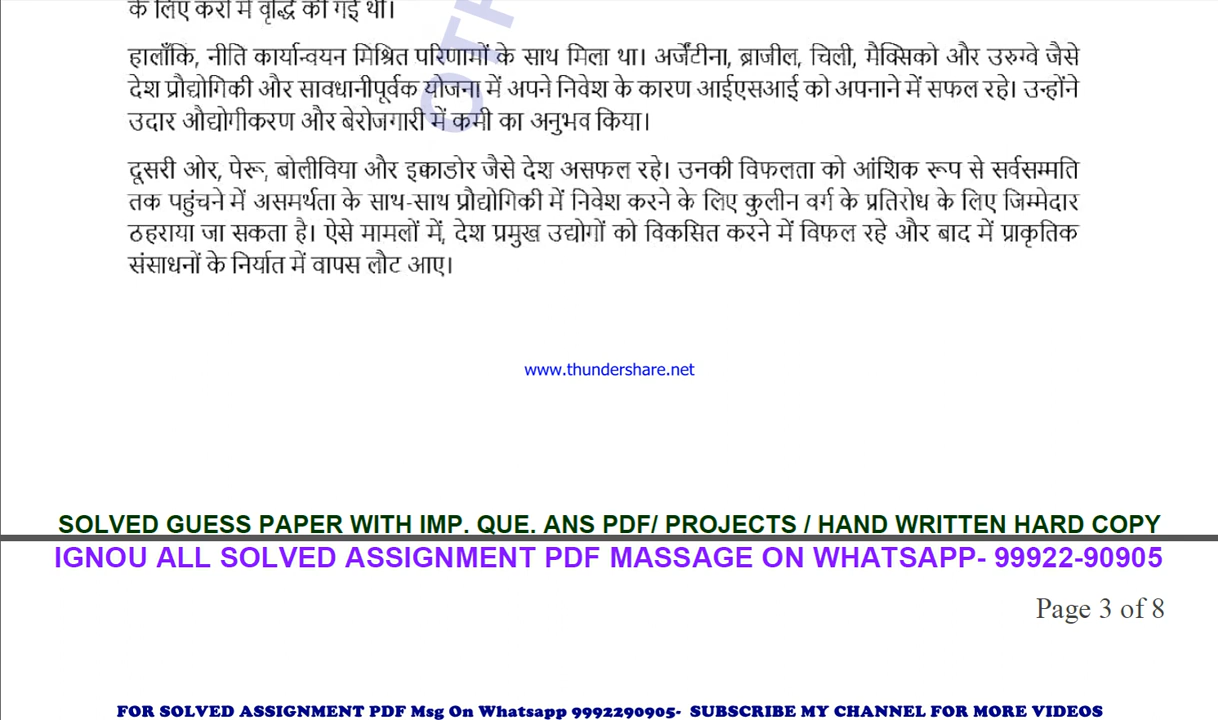 के लिए करों में वृद्धि की गई थी।
हालाँकि, नीति कार्यान्वयन मिश्रित परिणामों के साथ मिला था। अर्जेंटीना, ब्राजील, चिली, मैक्सिको और उरुग्वे जैसे
देश प्रौद्योगिकी और सावधानीपूर्वक योजना में अपने निवेश के कारण आईएसआई को अपनाने में सफल रहे। उन्होंने
उदार औद्योगीकरण और बेरोजगारी में कमी का अनुभव किया।
दूसरी ओर, पेरू, बोलीविया और इक्वाडोर जैसे देश असफल रहे। उनकी विफलता को आंशिक रूप से सर्वसम्मति
तक पहुंचने में असमर्थता के साथ-साथ प्रौद्योगिकी में निवेश करने के लिए कुलीन वर्ग के प्रतिरोध के लिए जिम्मेदार
ठहराया जा सकता है। ऐसे मामलों में, देश प्रमुख उद्योगों को विकसित करने में विफल रहे और बाद में प्राकृतिक
संसाधनों के निर्यात में वापस लौट आए।
www.thundershare.net
SOLVED GUESS PAPER WITH IMP. QUE. ANS PDF/ PROJECTS / HAND WRITTEN HARD COPY
IGNOU ALL SOLVED ASSIGNMENT PDF MASSAGE ON WHATSAPP- 99922-90905
Page 3 of 8
FOR SOLVED ASSIGNMENT PDF Msg On Whatsapp 9992290905- SUBSCRIBE MY CHANNEL FOR MORE VIDEOS